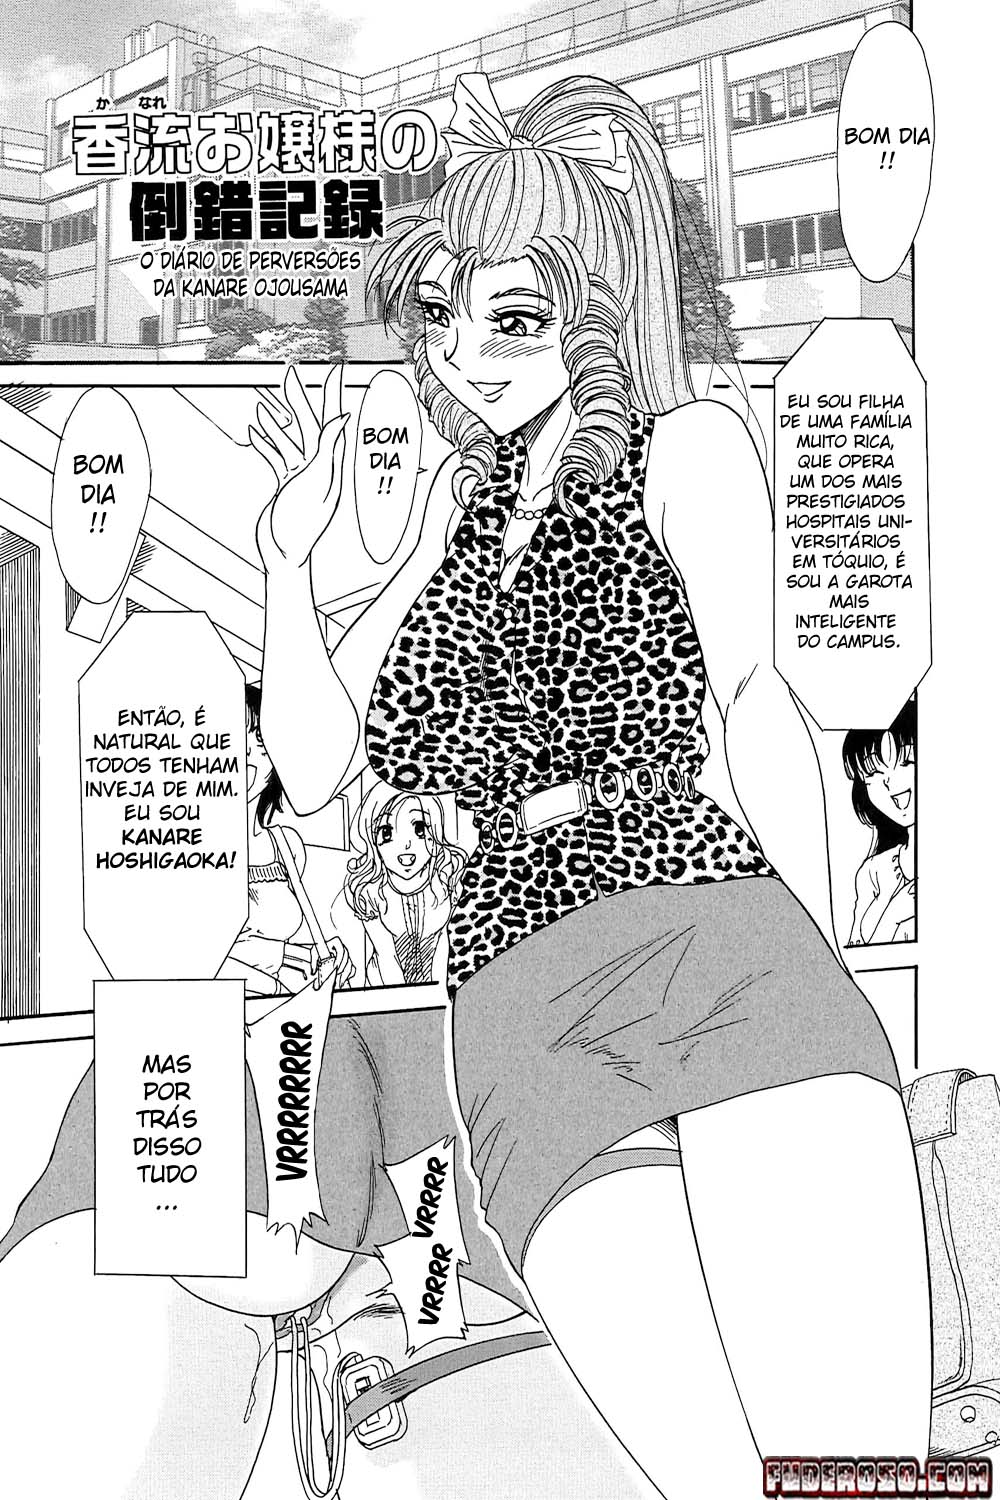 か なれ
香流お嬢様の
倒錯記録
O DIÁRIO DE PERVERSÕES
DA KANARE OJOUSAMA
BOM DIA
!!
BOM
DIA
!!
BOM
DIA
!!
EU SOU FILHA
DE UMA FAMÍLIA
MUITO RICA,
QUE OPERA
UM DOS MAIS
PRESTIGIADOS
HOSPITAIS UNI-
VERSITÁRIOS
EM TÓQUIO, É
SOU A GAROTA
MAIS
INTELIGENTE
DO CAMPUS.
ENTÃO, É
NATURAL QUE
TODOS TENHAM
INVEJA DE MIM.
EU SOU
KANARE
HOSHIGAOKA!
MAS
POR
TRÁS
DISSO
TUDO
...
VRRRRRRR
VRRRR
VRRRR
FUDEROSO.COM